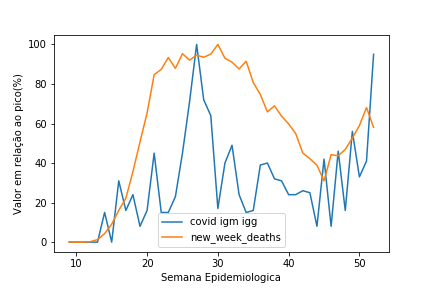 Valor em relação ao pico(%)
100
80
60
40
20
0
covid igm igg
new_week_deaths
10 20 30 40 50
Semana Epidemiologica